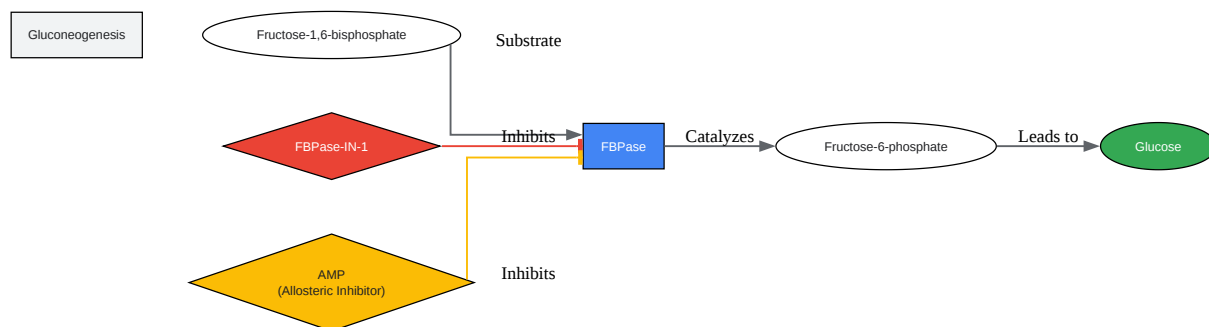 Gluconeogenesis
Fructose-1,6-bisphosphate
Substrate
FBPase-IN-1
Inhibits
FBPase
Catalyzes
Fructose-6-phosphate
Leads to
Glucose
AMP
(Allosteric Inhibitor)
Inhibits